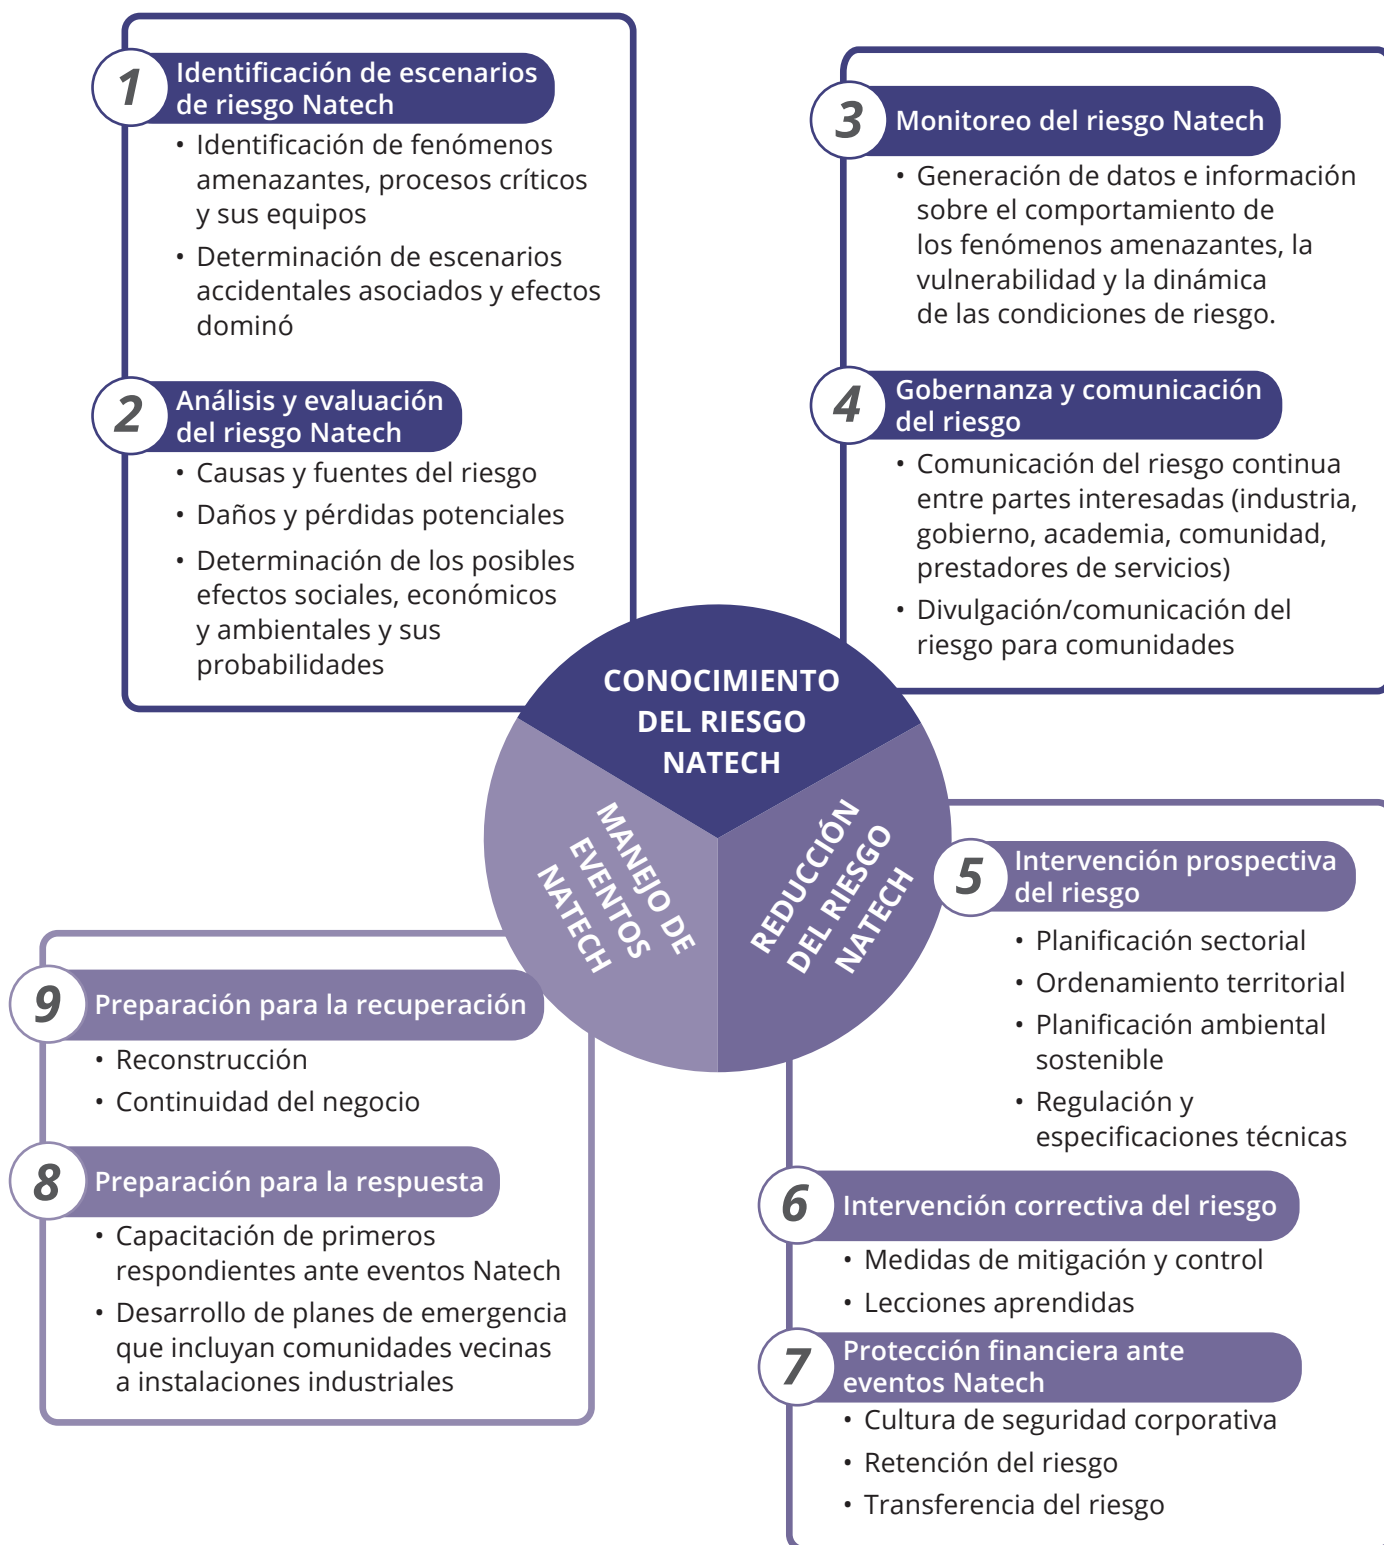 1
Identificación de escenarios
de riesgo Natech
• Identificación de fenómenos
amenazantes, procesos críticos
y sus equipos
• Determinación de escenarios
accidentales asociados y efectos
dominó
2
Análisis y evaluación
del riesgo Natech
• Causas y fuentes del riesgo
• Daños y pérdidas potenciales
• Determinación de los posibles
efectos sociales, económicos
y ambientales y sus
probabilidades
3
Monitoreo del riesgo Natech
• Generación de datos e información
sobre el comportamiento de
los fenómenos amenazantes, la
vulnerabilidad y la dinámica
de las condiciones de riesgo.
4
Gobernanza y comunicación
del riesgo
• Comunicación del riesgo continua
entre partes interesadas (industria,
gobierno, academia, comunidad,
prestadores de servicios)
• Divulgación/comunicación del
riesgo para comunidades
CONOCIMIENTO
DEL RIESGO
NATECH
REDUCCIÓN
DEL RIESGO
NATECH
MANEJO DE
EVENTOS
NATECH
5
Intervención prospectiva
del riesgo
• Planificación sectorial
• Ordenamiento territorial
• Planificación ambiental
sostenible
• Regulación y
especificaciones técnicas
6
Intervención correctiva del riesgo
• Medidas de mitigación y control
• Lecciones aprendidas
7
Protección financiera ante
eventos Natech
• Cultura de seguridad corporativa
• Retención del riesgo
• Transferencia del riesgo
9
Preparación para la recuperación
• Reconstrucción
• Continuidad del negocio
8
Preparación para la respuesta
• Capacitación de primeros
respondientes ante eventos Natech
• Desarrollo de planes de emergencia
que incluyan comunidades vecinas
a instalaciones industriales